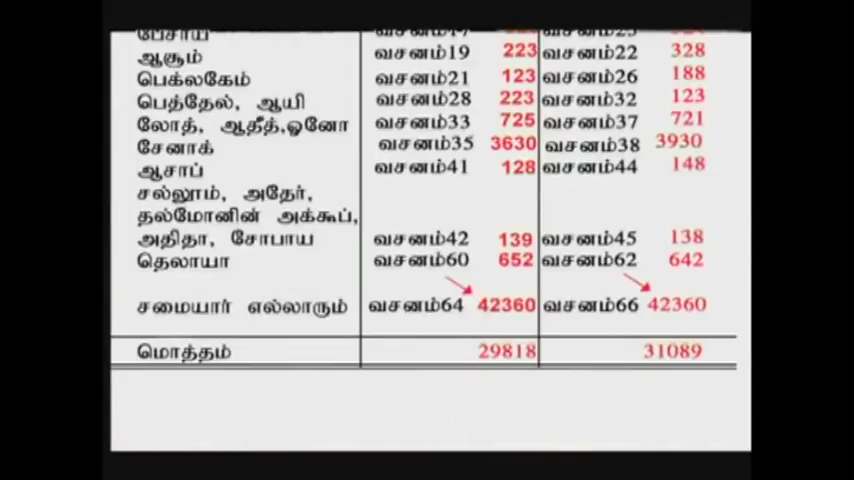 பேசாய்
ஆசூம் வசனம்19 223 வசனம்22 328
பெக்லகேம் வசனம்21 123 வசனம்26 188
பெத்தேல், ஆயி வசனம்28 223 வசனம்32 123
லோத், ஆதீத்,ஓனோ வசனம்33 725 வசனம்37 721
சேனாக் வசனம்35 3630 வசனம்38 3930
ஆசாப் வசனம்41 128 வசனம்44 148
சல்லூம், அதேர்,
தல்மோனின் அக்கூப்,
அதிதா, சோபாய வசனம்42 139 வசனம்45 138
தெலாயா வசனம்60 652 வசனம்62 642
சமையார் எல்லாரும் வசனம்64 42360 வசனம்66 42360
மொத்தம் 29818 31089